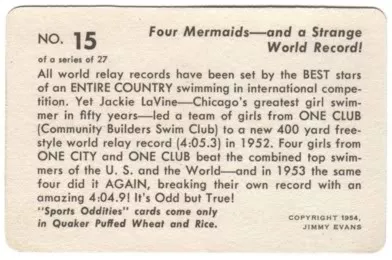 NO. 15
of a series of 27
Four Mermaids—and a Strange
World Record!
All world relay records have been set by the BEST stars
of an ENTIRE COUNTRY swimming in international compe-
tition. Yet Jackie LaVine—Chicago's greatest girl swim-
mer in fifty years—led a team of girls from ONE CLUB
(Community Builders Swim Club) to a new 400 yard free-
style world relay record (4:05.3) in 1952. Four girls from
ONE CITY and ONE CLUB beat the combined top swim-
mers of the U. S. and the World—and in 1953 the same
four did it AGAIN, breaking their own record with an
amazing 4:04.9! It's Odd but True!
"Sports Oddities" cards come only
in Quaker Puffed Wheat and Rice.
COPYRIGHT 1954,
JIMMY EVANS